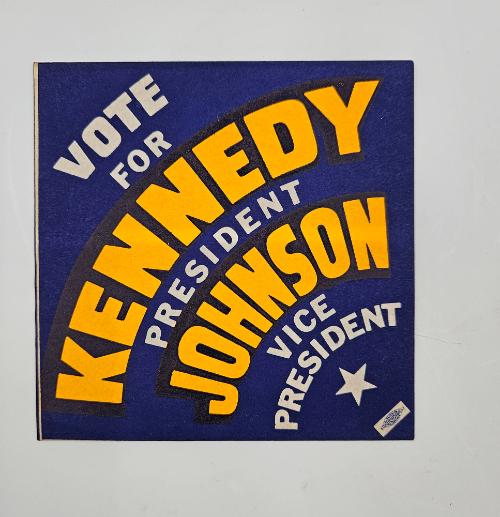 VOTE
FOR
KENNEDY
PRESIDENT
JOHNSON
VICE
PRESIDENT